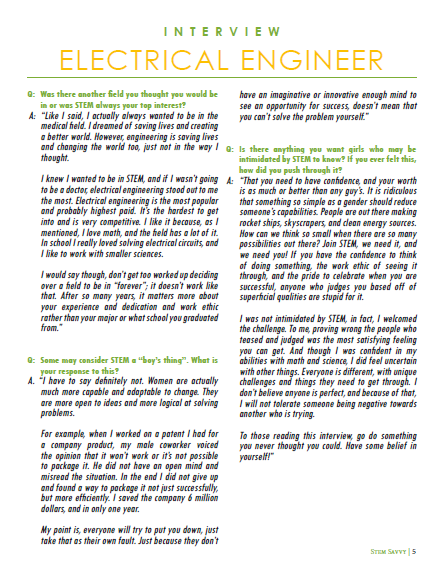 INTERVIEW
ELECTRICAL ENGINEER
Q: Was there another field you thought you would be
in or was STEM always your top interest?
A: "Like I said, I actually always wanted to be in the
medical field. I dreamed of saving lives and creating
a better world. However, engineering is saving lives
and changing the world too, just not in the way I
thought.
I knew I wanted to be in STEM, and if I wasn't going
to be a doctor, electrical engineering stood out to me
the most. Electrical engineering is the most popular
and probably highest paid. It's the hardest to get
into and is very competitive. I like it because, as I
mentioned, I love math, and the field has a lot of it.
In school I really loved solving electrical circuits, and
I like to work with smaller sciences.
I would say though, don't get too worked up deciding
over a field to be in "forever"; it doesn't work like
that. After so many years, it matters more about
your experience and dedication and work ethic
rather than your major or what school you graduated
from."
Q: Some may consider STEM a "boy's thing". What is
your response to this?
A. "I have to say definitely not. Women are actually
much more capable and adaptable to change. They
are more open to ideas and more logical at solving
problems.
For example, when I worked on a patent I had for
a company product, my male coworker voiced
the opinion that it won't work or it's not possible
to package it. He did not have an open mind and
misread the situation. In the end I did not give up
and found a way to package it not just successfully,
but more efficiently. I saved the company 6 million
dollars, and in only one year.
My point is, everyone will try to put you down, just
take that as their own fault. Just because they don't
have an imaginative or innovative enough mind to
see an opportunity for success, doesn't mean that
you can't solve the problem yourself."
Q: Is there anything you want girls who may be
intimidated by STEM to know? If you ever felt this,
how did you push through it?
A: "That you need to have confidence, and your worth
is as much or better than any guy's. It is ridiculous
that something so simple as a gender should reduce
someone's capabilities. People are out there making
rocket ships, skyscrapers, and clean energy sources.
How can we think so small when there are so many
possibilities out there? Join STEM, we need it, and
we need you! If you have the confidence to think
of doing something, the work ethic of seeing it
through, and the pride to celebrate when you are
successful, anyone who judges you based off of
superficial qualities are stupid for it.
I was not intimidated by STEM, in fact, I welcomed
the challenge. To me, proving wrong the people who
teased and judged was the most satisfying feeling
you can get. And though I was confident in my
abilities with math and science, I did feel uncertain
with other things. Everyone is different, with unique
challenges and things they need to get through. I
don't believe anyone is perfect, and because of that,
I will not tolerate someone being negative towards
another who is trying.
To those reading this interview, go do something
you never thought you could. Have some belief in
yourself!"
STEM SAVVY | 5